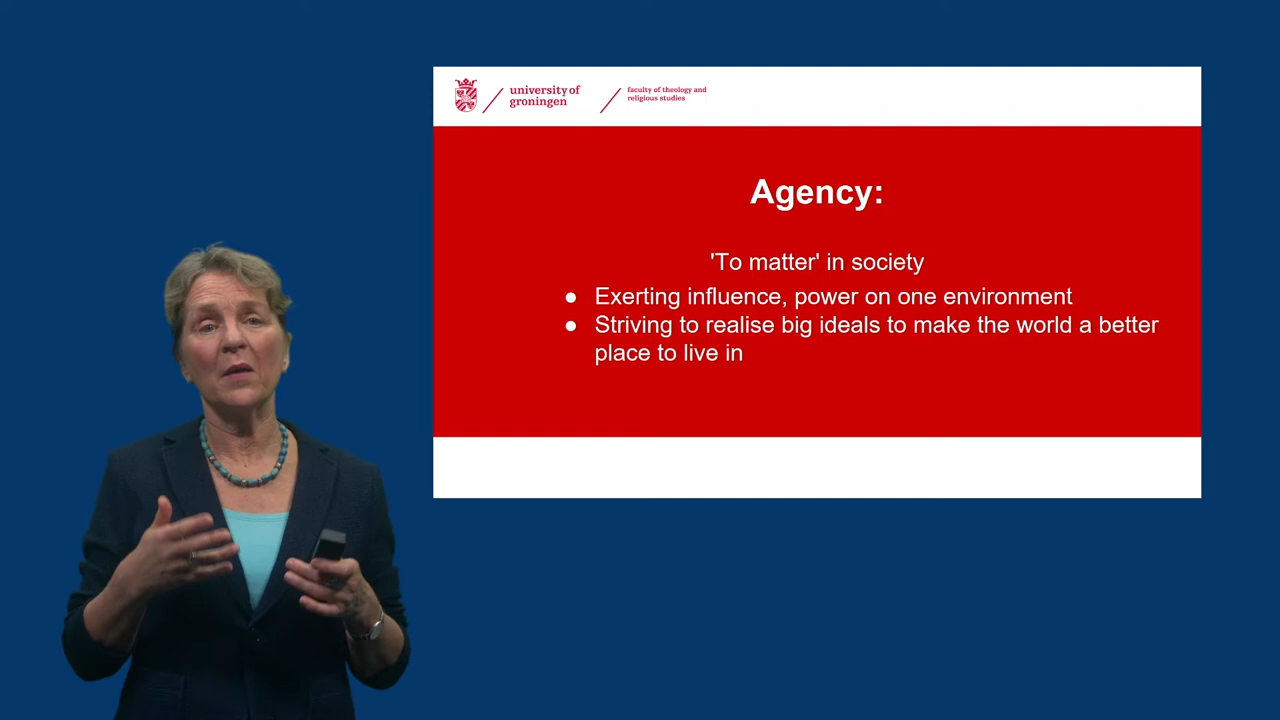 university of
groningen
faculty of theology and
religious studies
Agency:
'To matter' in society
● Exerting influence, power on one environment
● Striving to realise big ideals to make the world a better
place to live in